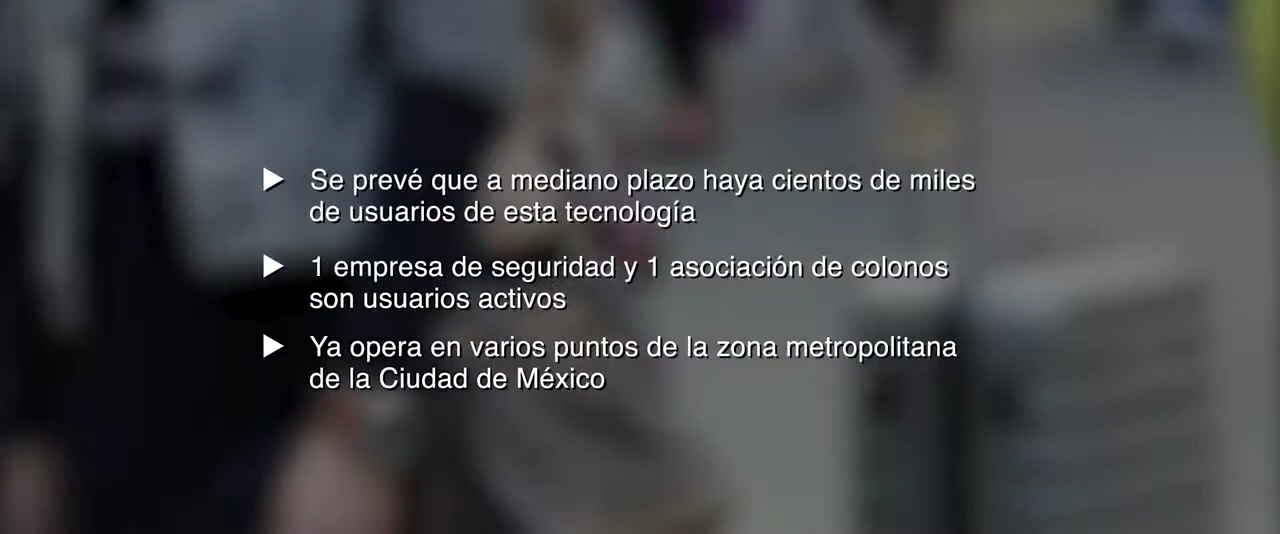 Se prevé que a mediano plazo haya cientos de miles
de usuarios de esta tecnología
1 empresa de seguridad y 1 asociación de colonos
son usuarios activos
Ya opera en varios puntos de la zona metropolitana
de la Ciudad de México